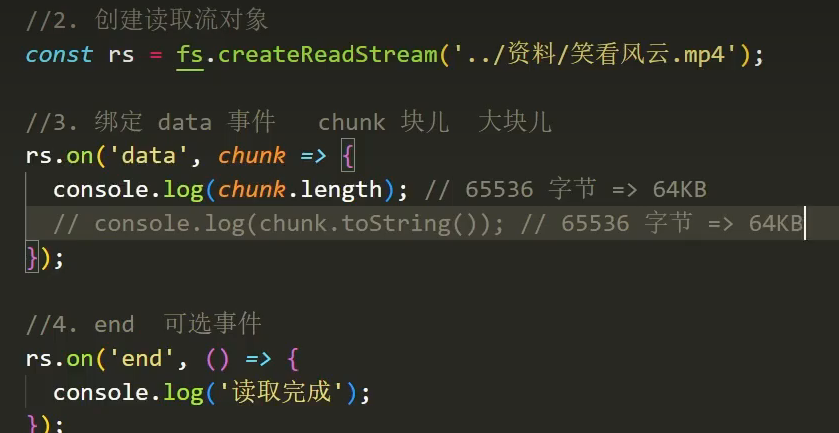 //2. 创建读取流对象
const rs = fs.createReadStream('../资料/笑看风云.mp4');
//3. 绑定 data 事件   chunk 块儿  大块儿
rs.on('data', chunk => {
  console.log(chunk.length); // 65536 字节 => 64KB
  // console.log(chunk.toString()); // 65536 字节 => 64KB
});
//4. end  可选事件
rs.on('end', () => {
  console.log('读取完成');
});